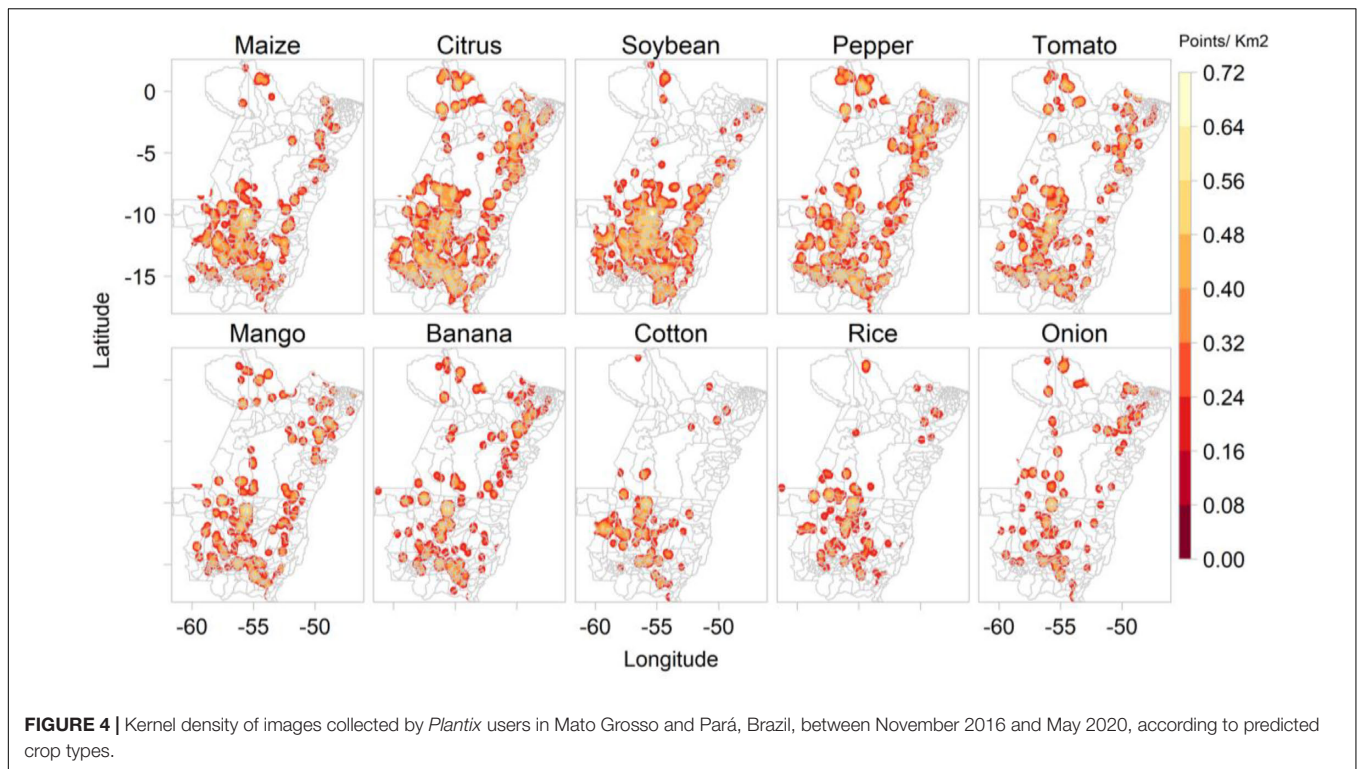 Maize Citrus Soybean Pepper Tomato
Points/ Km2
0.72
0.64
0.56
0.48
0.40
0.32
0.24
0.16
0.08
0.00
0
-5
-10
-15
Latitude
Mango Banana Cotton Rice Onion
-60 -55 -50 -60 -55 -50 -60 -55 -50
Longitude
FIGURE 4 | Kernel density of images collected by Plantix users in Mato Grosso and Pará, Brazil, between November 2016 and May 2020, according to predicted
crop types.